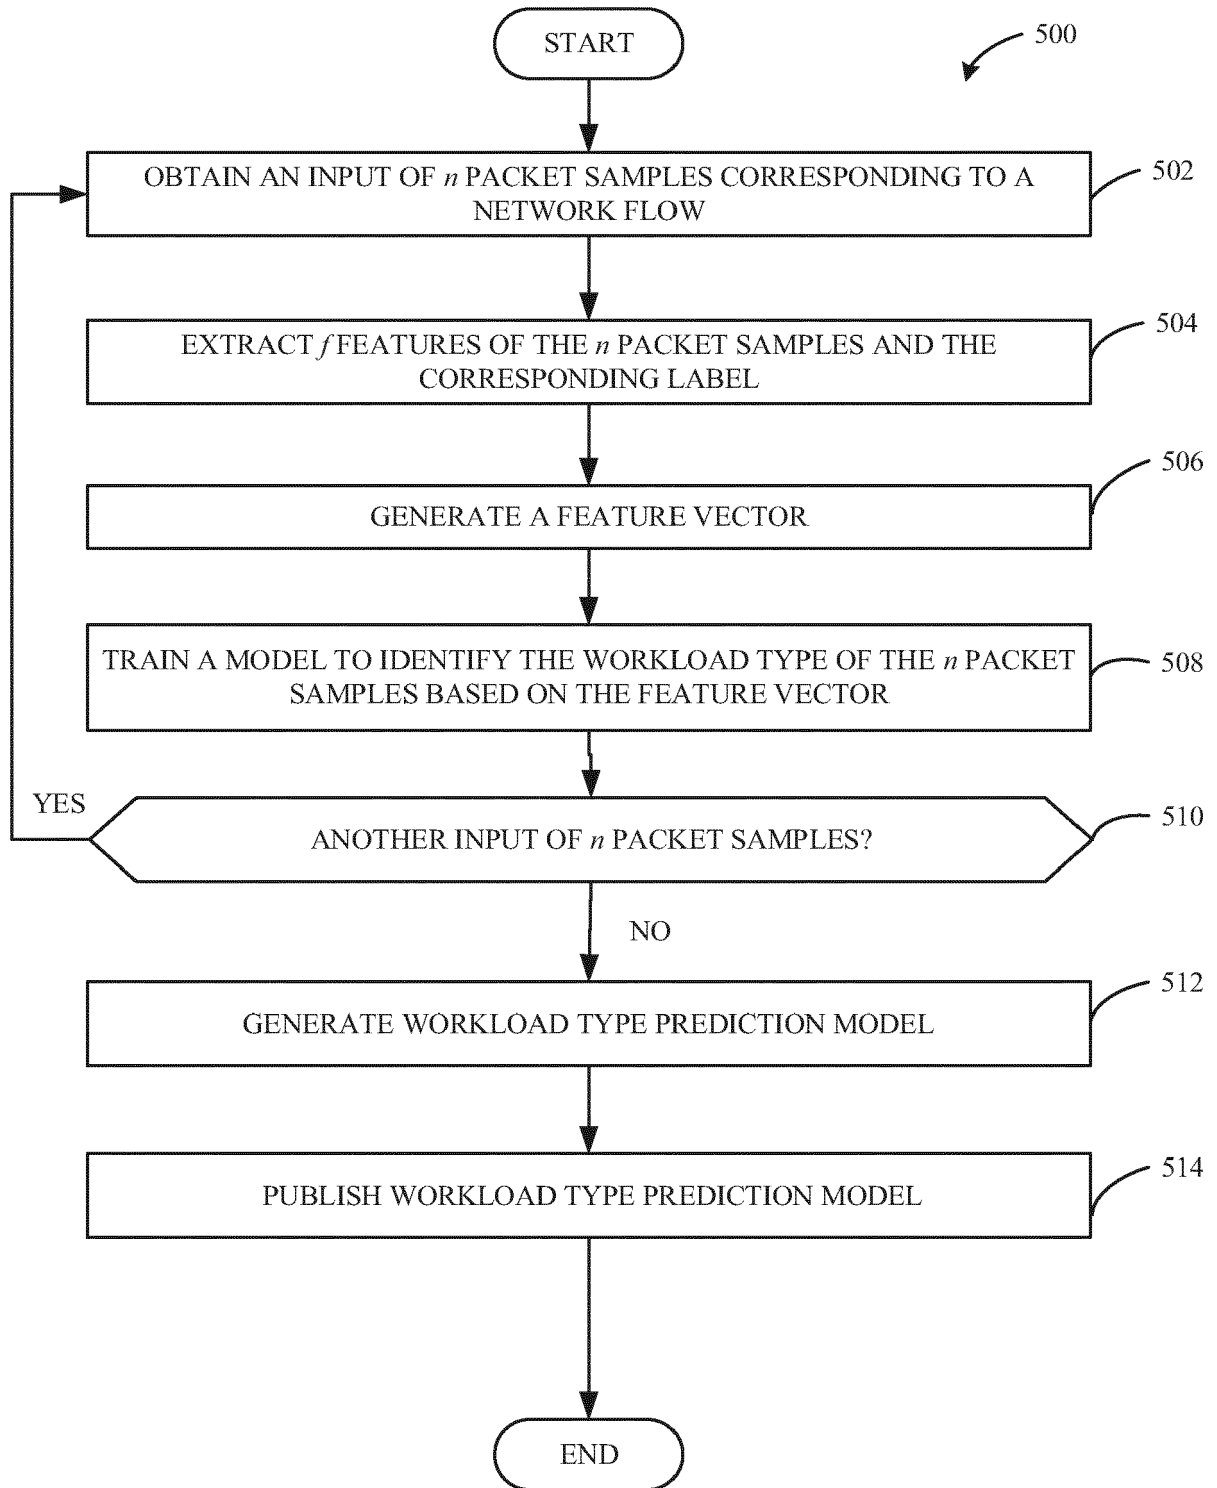 START
500
OBTAIN AN INPUT OF n PACKET SAMPLES CORRESPONDING TO A
NETWORK FLOW
502
EXTRACT f FEATURES OF THE n PACKET SAMPLES AND THE
CORRESPONDING LABEL
504
GENERATE A FEATURE VECTOR
506
TRAIN A MODEL TO IDENTIFY THE WORKLOAD TYPE OF THE n PACKET
SAMPLES BASED ON THE FEATURE VECTOR
508
YES
ANOTHER INPUT OF n PACKET SAMPLES?
510
NO
GENERATE WORKLOAD TYPE PREDICTION MODEL
512
PUBLISH WORKLOAD TYPE PREDICTION MODEL
514
END